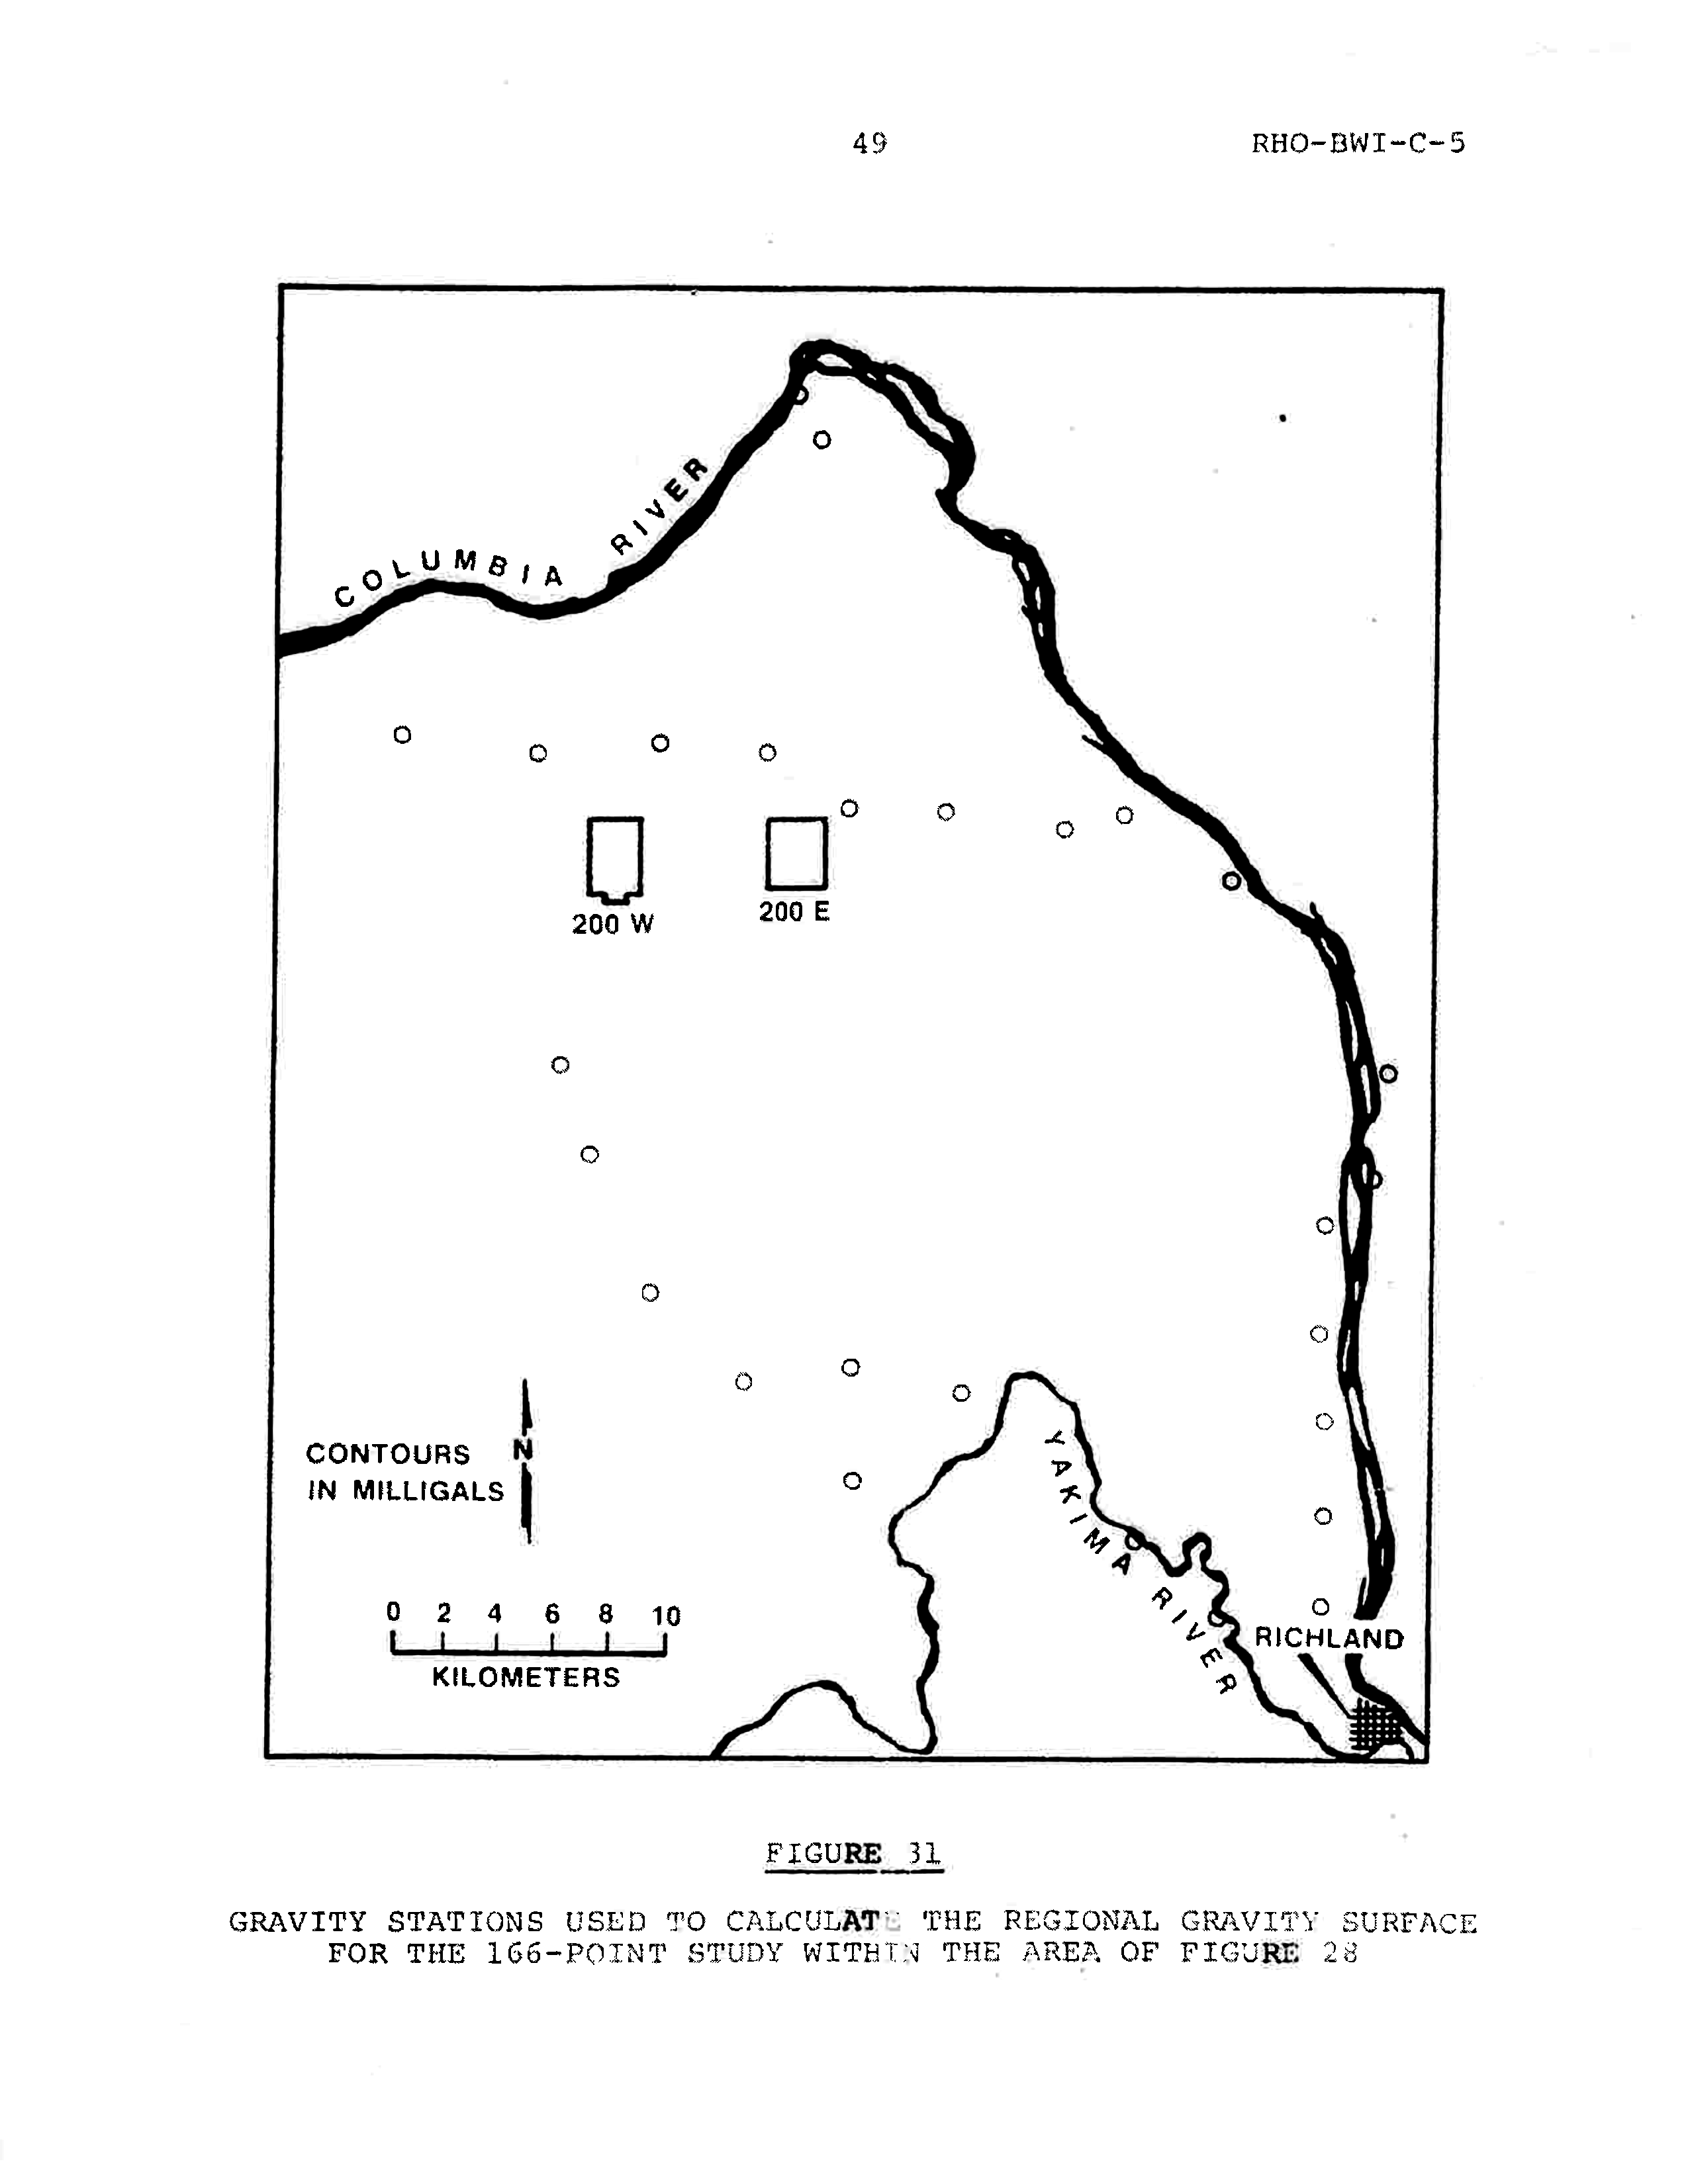 49 RHO-BWI-C-5
COLUMBIA RIVER
200 W
200 E
CONTOURS
IN MILLIGALS
N
YAKIMA RIVER
0 2 4 6 8 10
KILOMETERS
RICHLAND
FIGURE 31
GRAVITY STATIONS USED TO CALCULATE THE REGIONAL GRAVITY SURFACE
FOR THE 166-POINT STUDY WITHIN THE AREA OF FIGURE 28